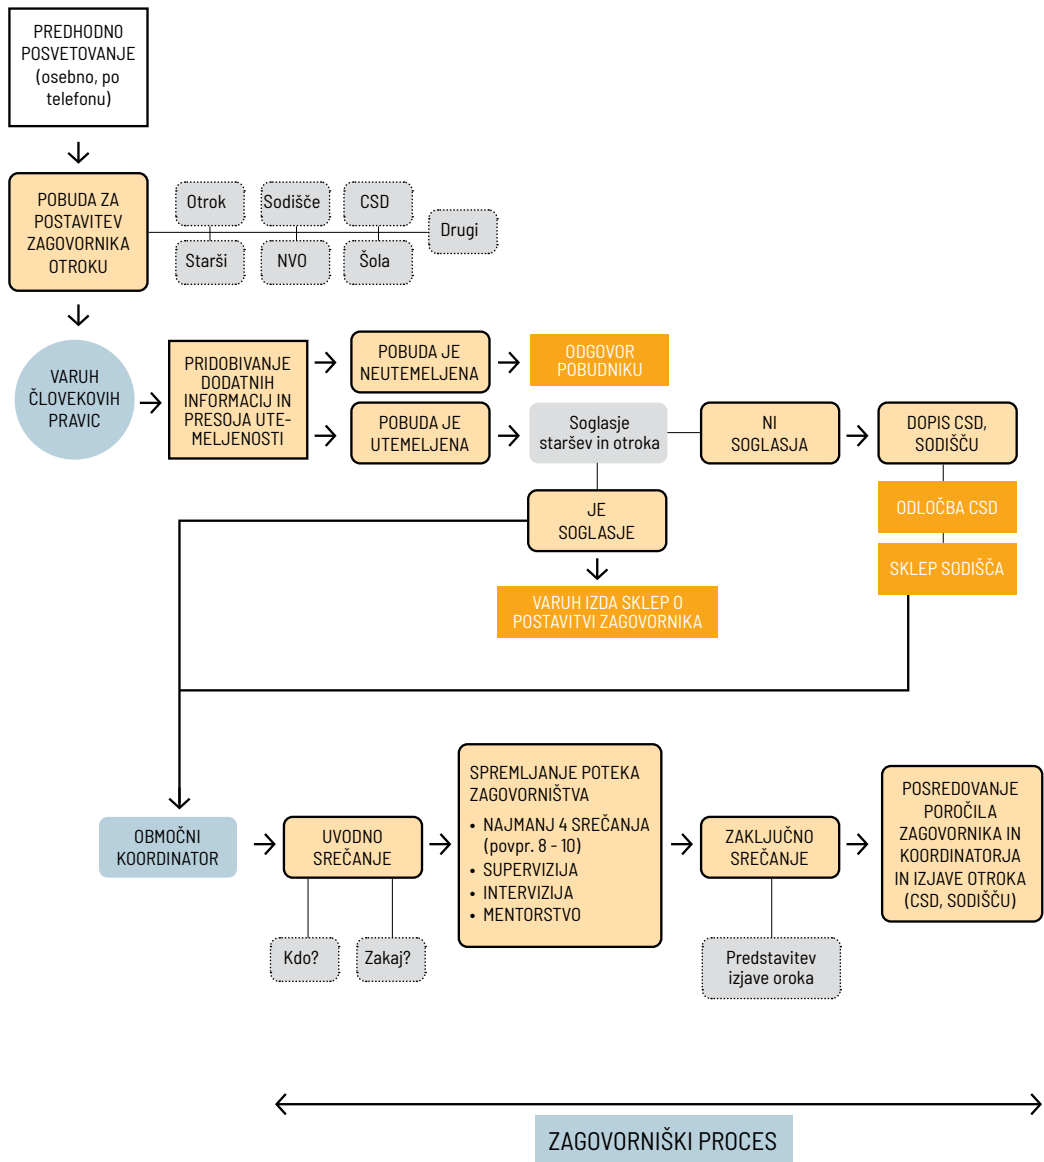 PREDHODNO
POSVETOVANJE
(osebno, po
telefonu)
POBUDA ZA
POSTAVITEV
ZAGOVORNIKA
OTROKU
Otrok
Sodišče
CSD
Drugi
Starši
NVO
Šola
VARUH
ČLOVEKOVIH
PRAVIC
PRIDOBIVANJE
DODATNIH
INFORMACIJ IN
PRESOJA UTE-
MELJENOSTI
POBUDA JE
NEUTEMELJENA
ODGOVOR
POBUDNIKU
POBUDA JE
UTEMELJENA
Soglasje
staršev in otroka
NI
SOGLASJA
DOPIS CSD,
SODIŠČU
ODLOČBA CSD
SKLEP SODIŠČA
JE
SOGLASJE
VARUH IZDA SKLEP O
POSTAVITVI ZAGOVORNIKA
OBMOČNI
KOORDINATOR
UVODNO
SREČANJE
Kdo?
Zakaj?
SPREMLJANJE POTEKA
ZAGOVORNIŠTVA
• NAJMANJ 4 SREČANJA
(povpr. 8 - 10)
• SUPERVIZIJA
• INTERVIZIJA
• MENTORSTVO
ZAKLJUČNO
SREČANJE
Predstavitev
izjave oroka
POSREDOVANJE
POROČILA
ZAGOVORNIKA IN
KOORDINATORJA
IN IZJAVE OTROKA
(CSD, SODIŠČU)
ZAGOVORNIŠKI PROCES